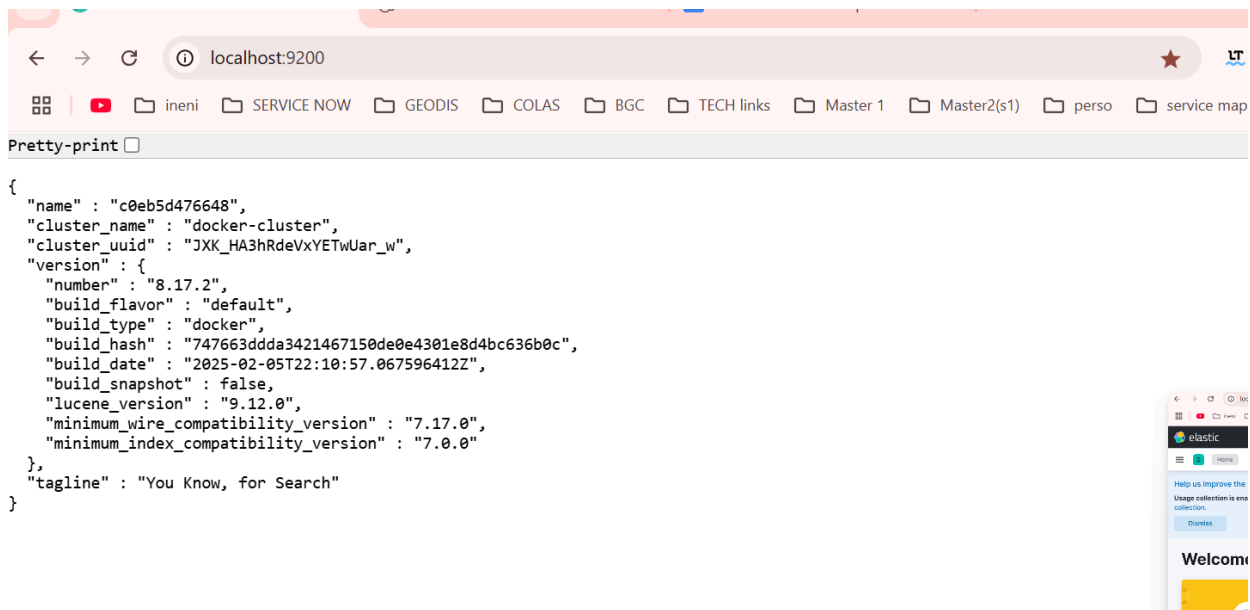 localhost:9200
ineni SERVICE NOW GEODIS COLAS BGC TECH links Master 1 Master2(s1) perso service map
Pretty-print
{
"name" : "c0eb5d476648",
"cluster_name" : "docker-cluster",
"cluster_uuid" : "JXK_HA3hRdeVxYETwUar_w",
"version" : {
"number" : "8.17.2",
"build_flavor" : "default",
"build_type" : "docker",
"build_hash" : "747663ddda3421467150de0e4301e8d4bc636b0c",
"build_date" : "2025-02-05T22:10:57.067596412Z",
"build_snapshot" : false,
"lucene_version" : "9.12.0",
"minimum_wire_compatibility_version" : "7.17.0",
"minimum_index_compatibility_version" : "7.0.0"
},
"tagline" : "You Know, for Search"
}
elastic
D Home
Help us improve the
Usage collection is ena
collection.
Dismiss
Welcome